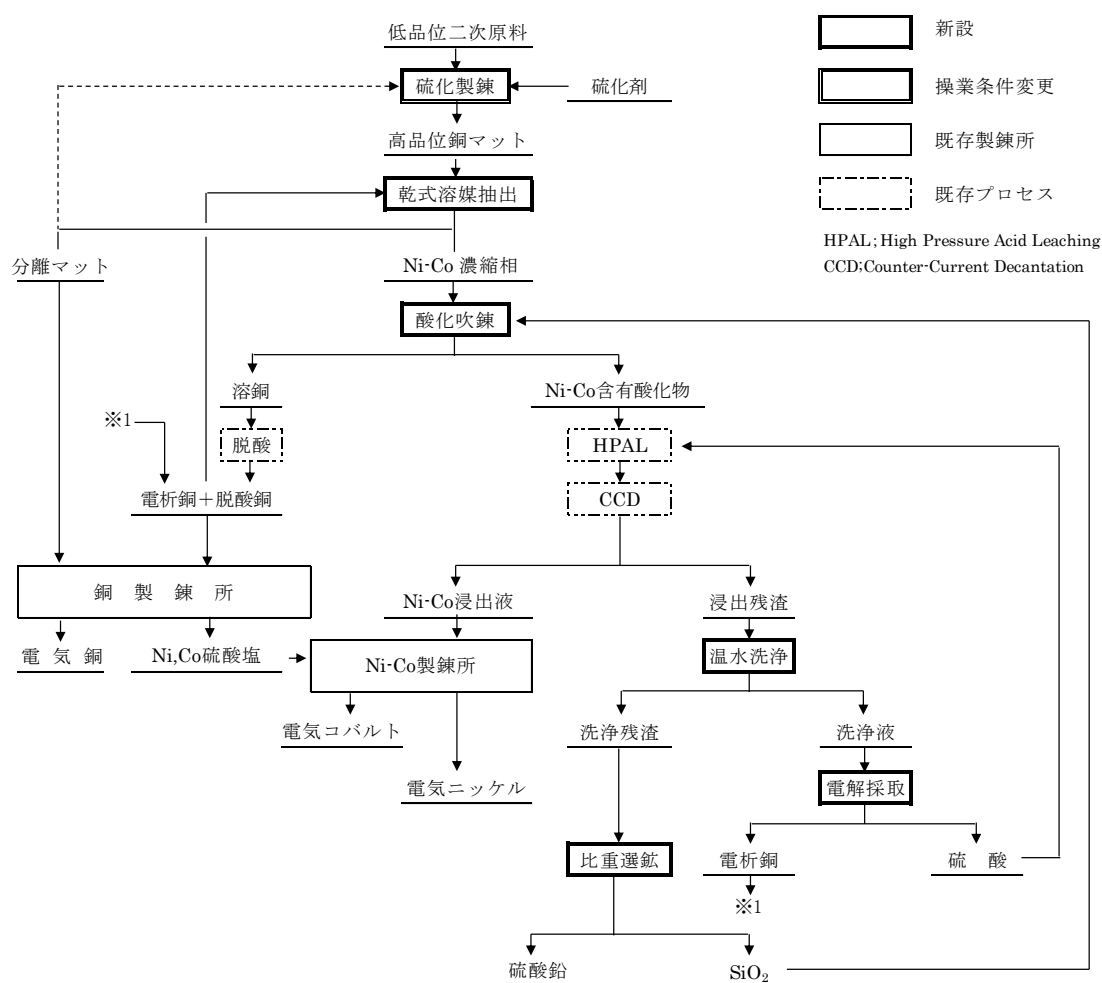 低品位二次原料
新設
硫化製錬
硫化剤
操業条件変更
高品位銅マット
既存製錬所
乾式溶媒抽出
既存プロセス
HPAL;High Pressure Acid Leaching
CCD;Counter-Current Decantation
分離マット
Ni-Co 濃縮相
酸化吹錬
溶銅
Ni-Co含有酸化物
※1
脱酸
HPAL
電析銅＋脱酸銅
CCD
銅 製 錬 所
Ni-Co浸出液
浸出残渣
電 気 銅
Ni,Co硫酸塩
Ni-Co製錬所
温水洗浄
電気コバルト
洗浄残渣
洗浄液
電気ニッケル
電解採取
比重選鉱
電析銅
硫 酸
※1
硫酸鉛
SiO₂